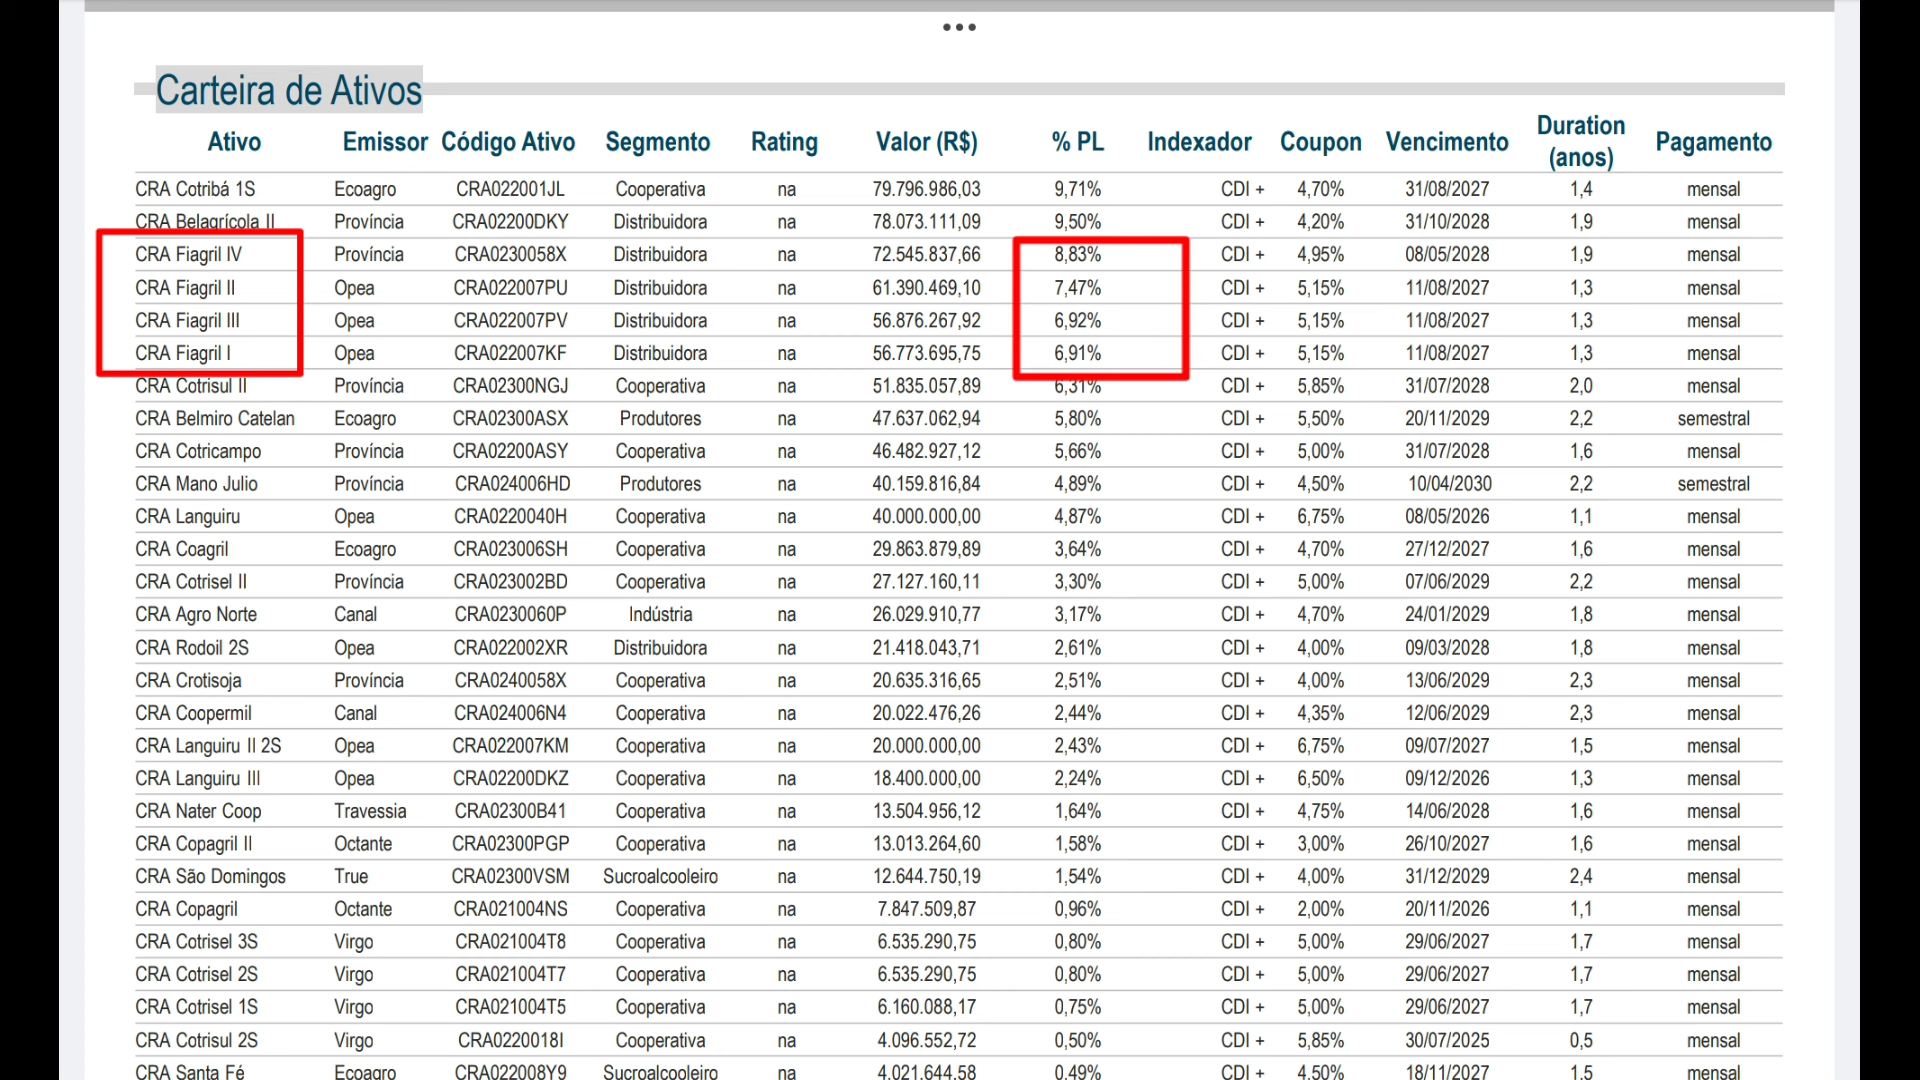 Carteira de Ativos
Ativo Emissor Código Ativo Segmento Rating Valor (R$) % PL Indexador Coupon Vencimento Duration (anos) Pagamento
CRA Cotribá 1S Ecoagro CRA022001JL Cooperativa na 79.796.986,03 9,71% CDI + 4,70% 31/08/2027 1,4 mensal
CRA Belagrícola II Província CRA02200DKY Distribuidora na 78.073.111,09 9,50% CDI + 4,20% 31/10/2028 1,9 mensal
CRA Fiagril IV Província CRA0230058X Distribuidora na 72.545.837,66 8,83% CDI + 4,95% 08/05/2028 1,9 mensal
CRA Fiagril II Opea CRA022007PU Distribuidora na 61.390.469,10 7,47% CDI + 5,15% 11/08/2027 1,3 mensal
CRA Fiagril III Opea CRA022007PV Distribuidora na 56.876.267,92 6,92% CDI + 5,15% 11/08/2027 1,3 mensal
CRA Fiagril I Opea CRA022007KF Distribuidora na 56.773.695,75 6,91% CDI + 5,15% 11/08/2027 1,3 mensal
CRA Cotrisul II Província CRA02300NGJ Cooperativa na 51.835.057,89 6,31% CDI + 5,85% 31/07/2028 2,0 mensal
CRA Belmiro Catelan Ecoagro CRA02300ASX Produtores na 47.637.062,94 5,80% CDI + 5,50% 20/11/2029 2,2 semestral
CRA Cotricampo Província CRA02200ASY Cooperativa na 46.482.927,12 5,66% CDI + 5,00% 31/07/2028 1,6 mensal
CRA Mano Julio Província CRA024006HD Produtores na 40.159.816,84 4,89% CDI + 4,50% 10/04/2030 2,2 semestral
CRA Languiru Opea CRA0220040H Cooperativa na 40.000.000,00 4,87% CDI + 6,75% 08/05/2026 1,1 mensal
CRA Coagril Ecoagro CRA023006SH Cooperativa na 29.863.879,89 3,64% CDI + 4,70% 27/12/2027 1,6 mensal
CRA Cotrisel II Província CRA023002BD Cooperativa na 27.127.160,11 3,30% CDI + 5,00% 07/06/2029 2,2 mensal
CRA Agro Norte Canal CRA0230060P Indústria na 26.029.910,77 3,17% CDI + 4,70% 24/01/2029 1,8 mensal
CRA Rodoil 2S Opea CRA022002XR Distribuidora na 21.418.043,71 2,61% CDI + 4,00% 09/03/2028 1,8 mensal
CRA Crotisoja Província CRA0240058X Cooperativa na 20.635.316,65 2,51% CDI + 4,00% 13/06/2029 2,3 mensal
CRA Coopermil Canal CRA024006N4 Cooperativa na 20.022.476,26 2,44% CDI + 4,35% 12/06/2029 2,3 mensal
CRA Languiru II 2S Opea CRA022007KM Cooperativa na 20.000.000,00 2,43% CDI + 6,75% 09/07/2027 1,5 mensal
CRA Languiru III Opea CRA02200DKZ Cooperativa na 18.400.000,00 2,24% CDI + 6,50% 09/12/2026 1,3 mensal
CRA Nater Coop Travessia CRA02300B41 Cooperativa na 13.504.956,12 1,64% CDI + 4,75% 14/06/2028 1,6 mensal
CRA Copagril II Octante CRA02300PGP Cooperativa na 13.013.264,60 1,58% CDI + 3,00% 26/10/2027 1,6 mensal
CRA São Domingos True CRA02300VSM Sucroalcooleiro na 12.644.750,19 1,54% CDI + 4,00% 31/12/2029 2,4 mensal
CRA Copagril Octante CRA021004NS Cooperativa na 7.847.509,87 0,96% CDI + 2,00% 20/11/2026 1,1 mensal
CRA Cotrisel 3S Virgo CRA021004T8 Cooperativa na 6.535.290,75 0,80% CDI + 5,00% 29/06/2027 1,7 mensal
CRA Cotrisel 2S Virgo CRA021004T7 Cooperativa na 6.535.290,75 0,80% CDI + 5,00% 29/06/2027 1,7 mensal
CRA Cotrisel 1S Virgo CRA021004T5 Cooperativa na 6.160.088,17 0,75% CDI + 5,00% 29/06/2027 1,7 mensal
CRA Cotrisul 2S Virgo CRA0220018I Cooperativa na 4.096.552,72 0,50% CDI + 5,85% 30/07/2025 0,5 mensal
CRA Santa Fé Ecoagro CRA022008Y9 Sucroalcooleiro na 4.021.644,58 0,49% CDI + 4,50% 18/11/2027 1,5 mensal